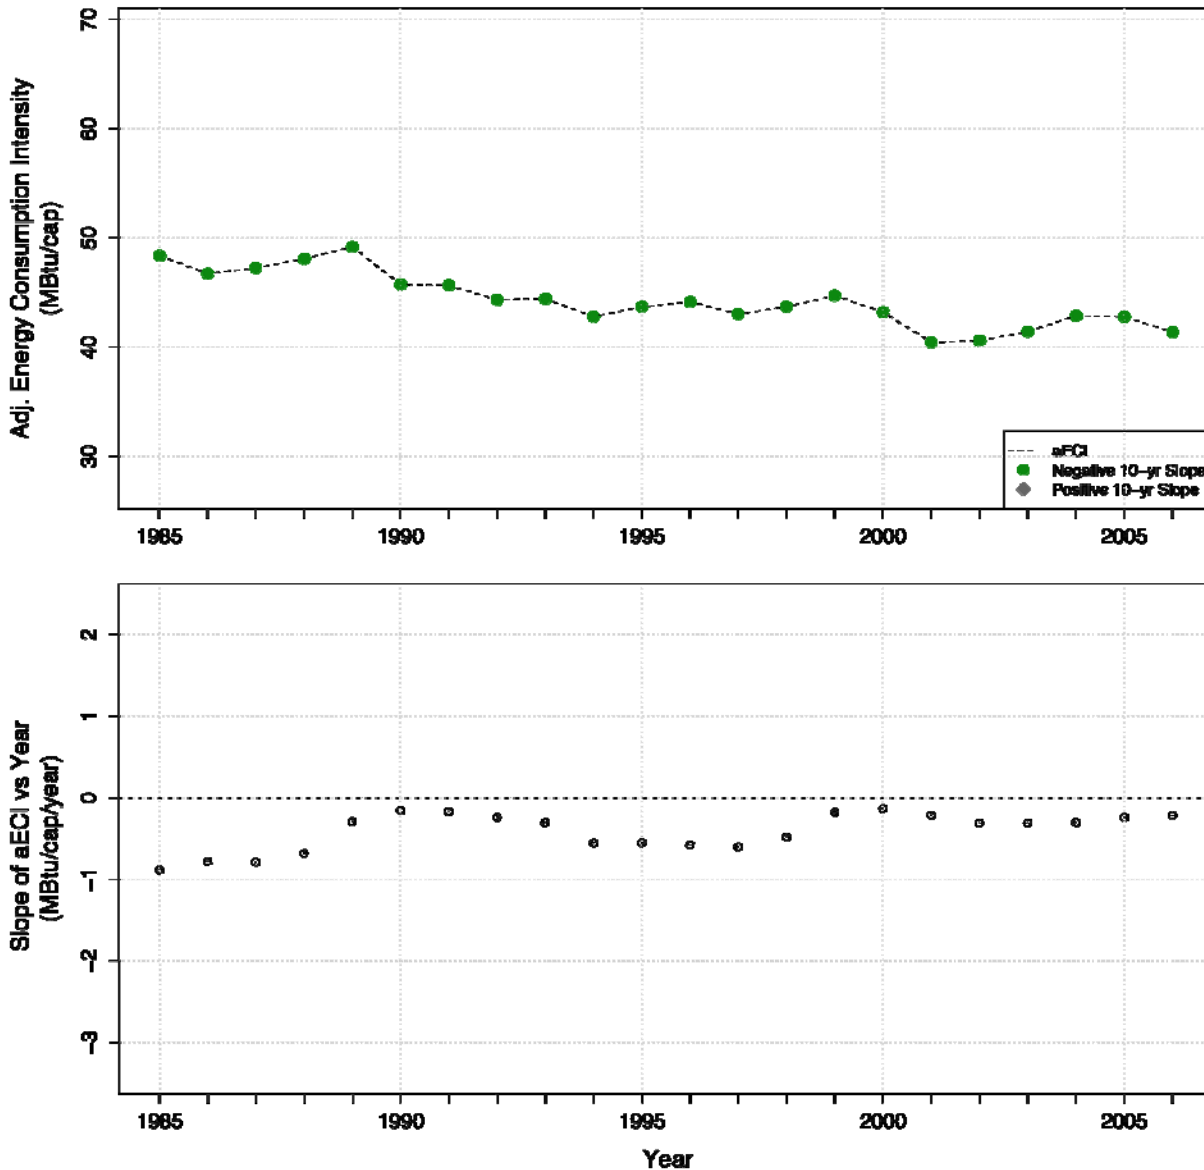 Adj. Energy Consumption Intensity
(MBtu/cap)
70
60
50
40
30
aECI
Negative 10-yr Slope
Positive 10-yr Slope
1985
1990
1995
2000
2005
Slope of aECI vs Year
(MBtu/cap/year)
2
1
0
-1
-2
-3
1985
1990
1995
2000
2005
Year